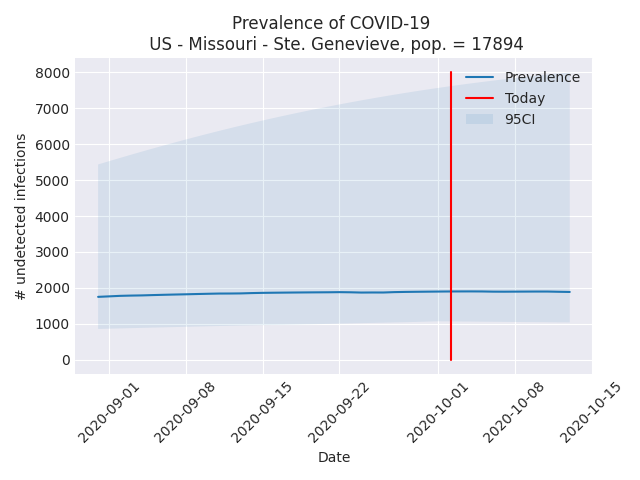 Prevalence of COVID-19
US - Missouri - Ste. Genevieve, pop. = 17894
8000
7000
6000
5000
4000
3000
2000
1000
0
# undetected infections
Prevalence
Today
95CI
2020-09-01
2020-09-08
2020-09-15
2020-09-22
2020-10-01
2020-10-08
2020-10-15
Date